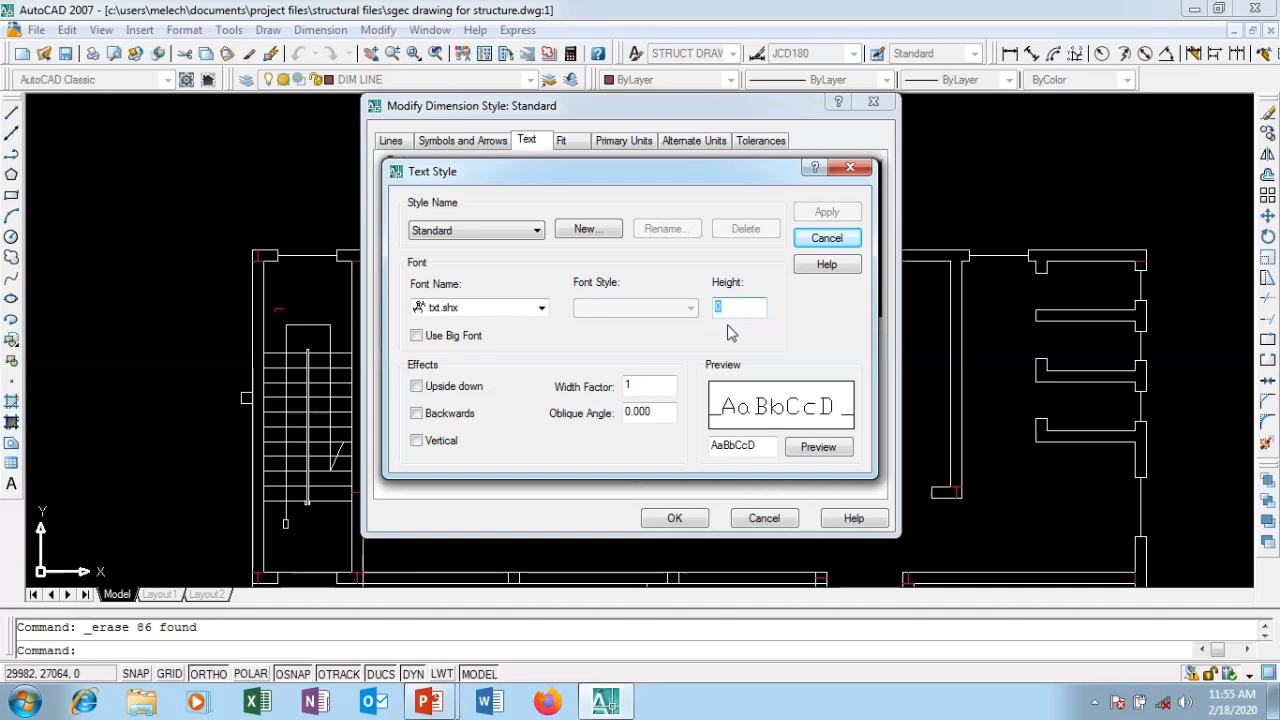 AutoCAD 2007 - [c:\users\melech\documents\project files\structural files\sgec drawing for structure.dwg:1]
File Edit View Insert Format Tools Draw Dimension Modify Window Help Express
STRUCT DRAW JCD180 Standard
AutoCAD Classic DIM LINE ByLayer ByLayer ByLayer ByColor
Modify Dimension Style: Standard
Lines Symbols and Arrows Text Fit Primary Units Alternate Units Tolerances
Text Style
Style Name
Standard New... Rename... Delete Apply
Cancel
Font
Help
Font Name: Font Style: Height:
txt.shx 0
Use Big Font
Effects Preview
Upside down Width Factor: 1
AaBbCcD
Backwards Oblique Angle: 0.000
Vertical AaBbCcD Preview
OK Cancel Help
Y
X
Model Layout1 Layout2
Command: _erase 86 found
Command:
29982, 27064, 0 SNAP GRID ORTHO POLAR OSNAP OTRACK DUCS DYN LWT MODEL
11:55 AM
2/18/2020